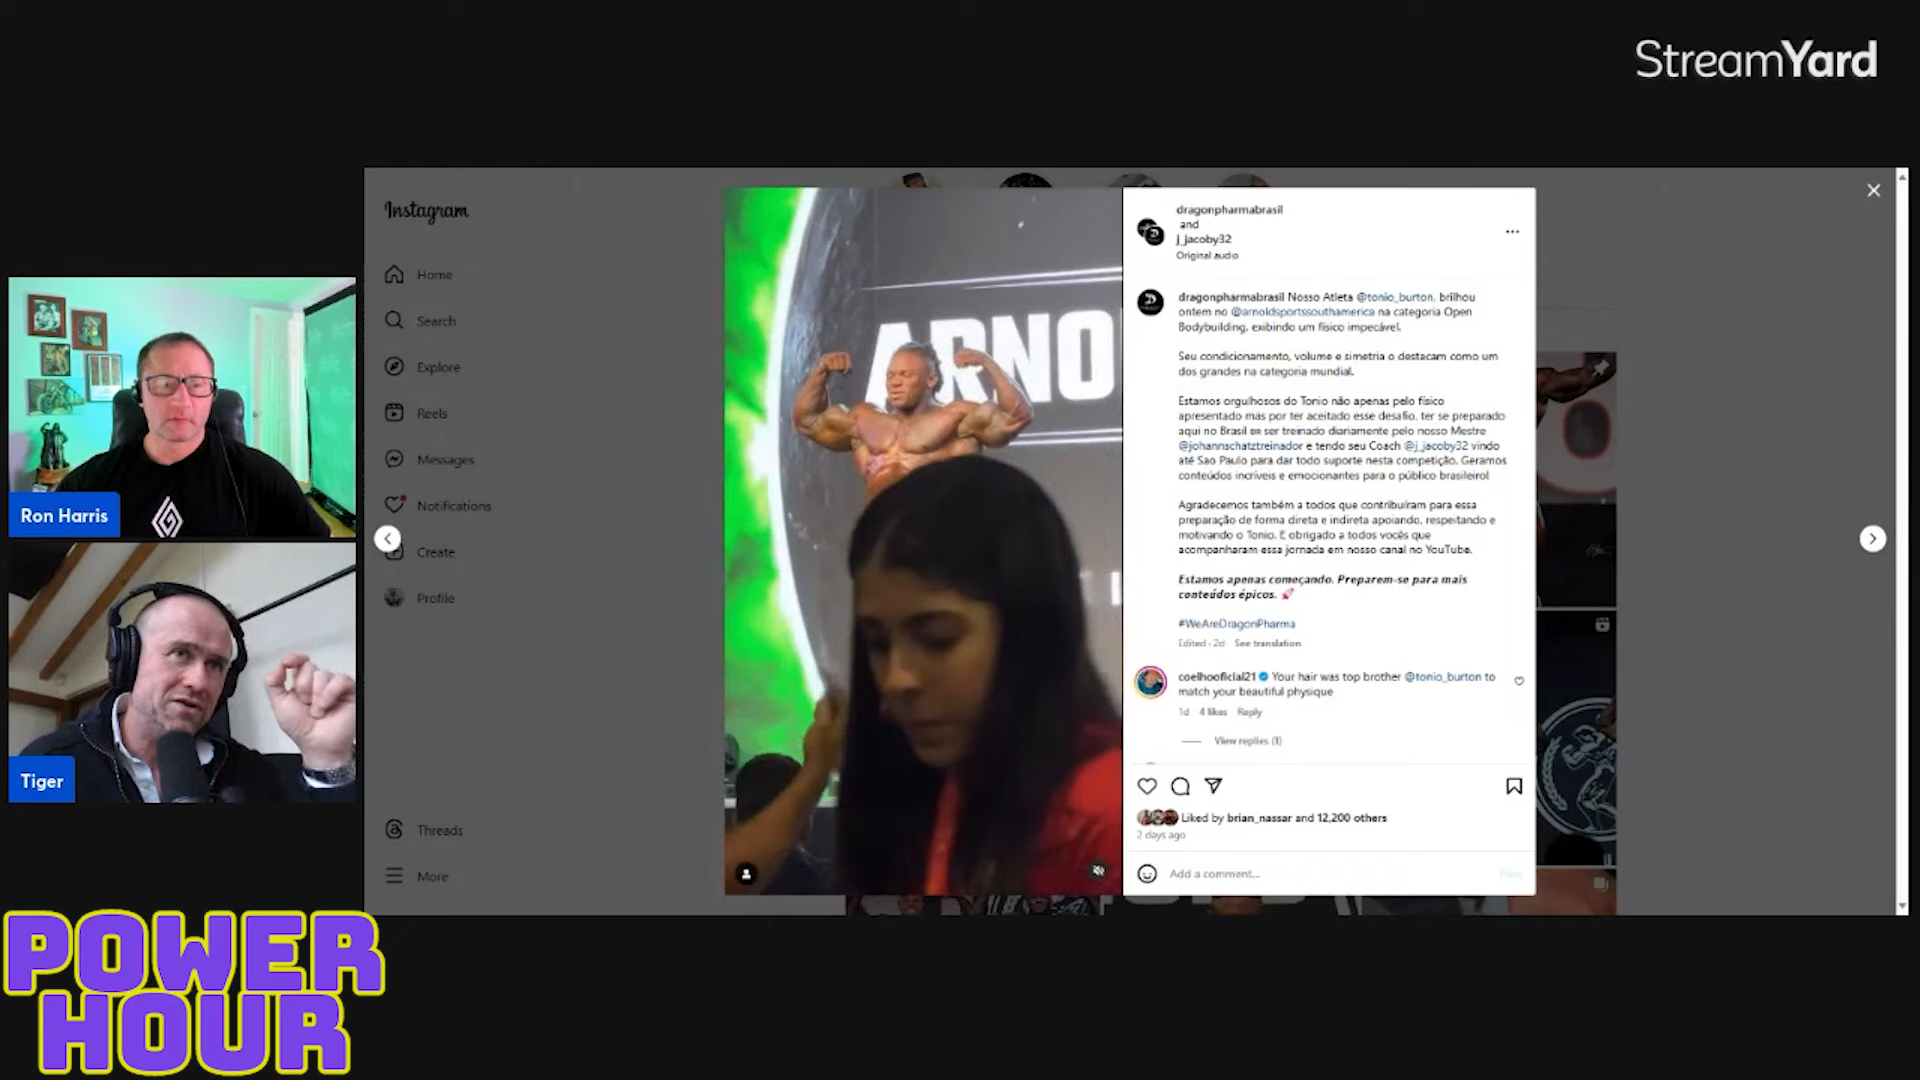 StreamYard
Instagram
Home
Search
Explore
Reels
Messages
Notifications
Create
Profile
Threads
More
Ron Harris
Tiger
POWER
HOUR
ARNO
dragonpharmabrasil
and
j_jacoby32
Original audio
dragonpharmabrasil Nosso Atleta @tonio_burton, brilhou
ontem no @arnoldsportssouthamerica na categoria Open
Bodybuilding, exibindo um físico impecável.
Seu condicionamento, volume e simetria o destacam como um
dos grandes na categoria mundial.
Estamos orgulhosos do Tonio não apenas pelo físico
apresentado mas por ter aceitado esse desafio, ter se preparado
aqui no Brasil ser treinado diariamente pelo nosso Mestre
@johannschatztreinador e tendo seu Coach @j_jacoby32 vindo
até Sao Paulo para dar todo suporte nesta competição. Geramos
conteúdos incríveis e emocionantes para o público brasileiro!
Agradecemos também a todos que contribuíram para essa
preparação de forma direta e indireta apoiando, respeitando e
motivando o Tonio. E obrigado a todos vocês que
acompanharam essa jornada em nosso canal no YouTube.
Estamos apenas começando. Preparem-se para mais
conteúdos épicos. 🚀
#WeAreDragonPharma
Edited · 2d See translation
coelhooficial21 Your hair was top brother @tonio_burton to
match your beautiful physique
1d 4 likes Reply
View replies (1)
Liked by brian_nassar and 12,200 others
2 days ago
Add a comment...
Post